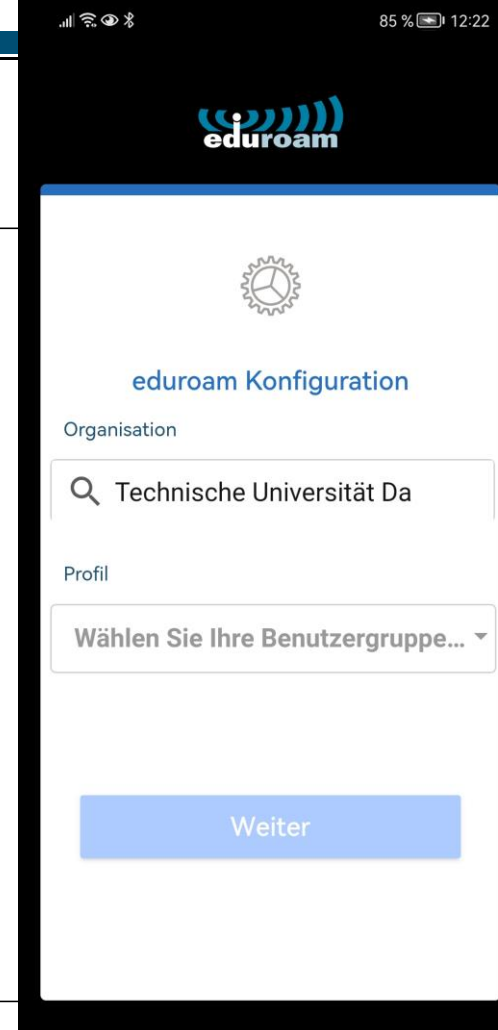 85 % 12:22
eduroam
eduroam Konfiguration
Organisation
Technische Universität Da
Profil
Wählen Sie Ihre Benutzergruppe...
Weiter